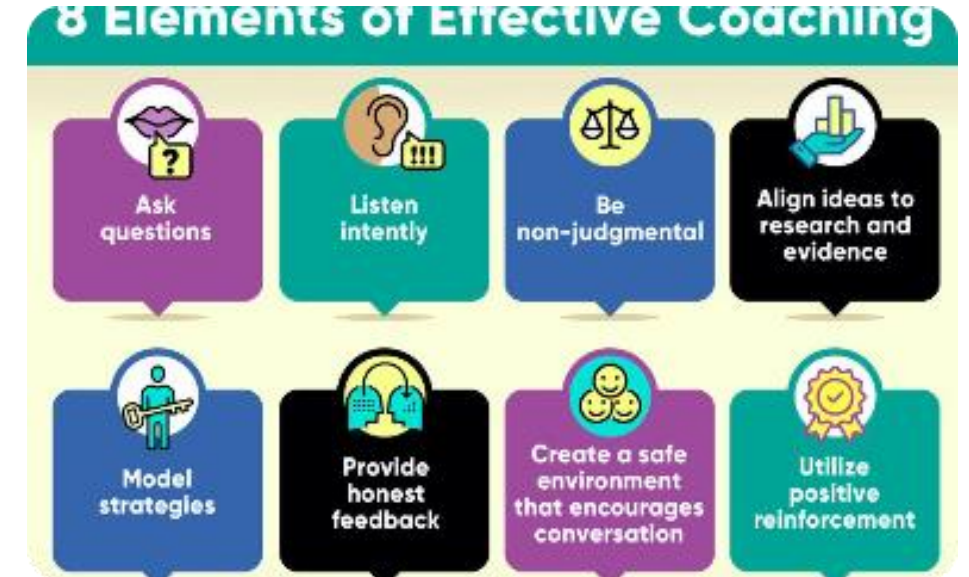 8 Elements of Effective Coaching
?
!!!
Ask
questions
Listen
intently
Be
non-judgmental
Align ideas to
research and
evidence
Model
strategies
Provide
honest
feedback
Create a safe
environment
that encourages
conversation
Utilize
positive
reinforcement